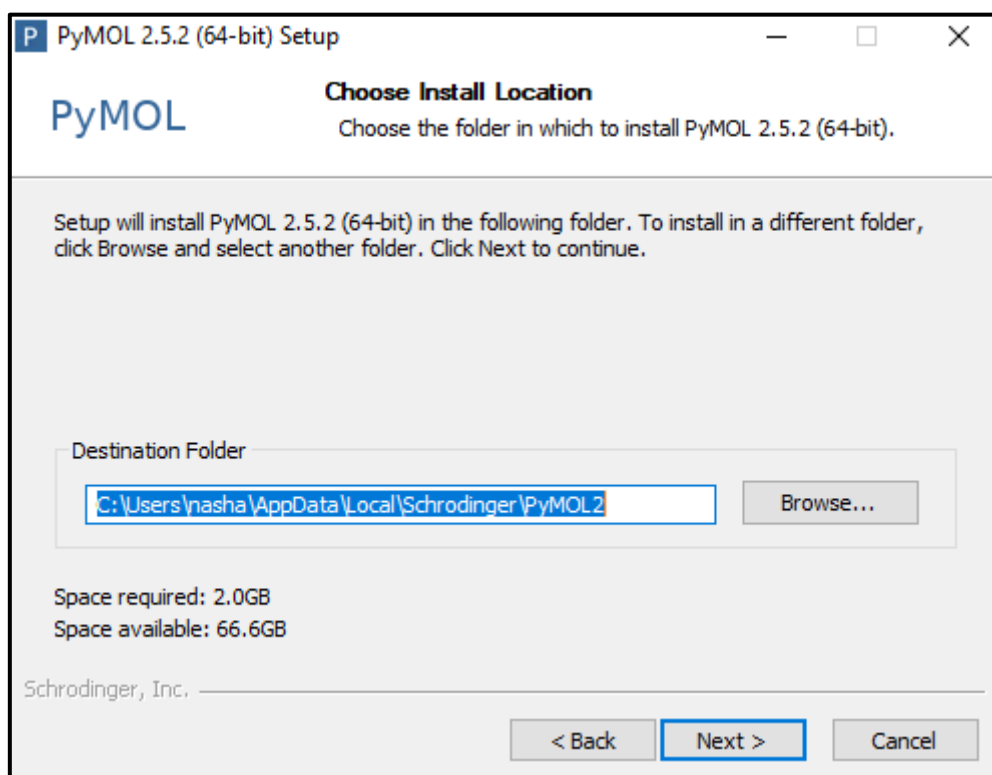 P PyMOL 2.5.2 (64-bit) Setup
PyMOL
Choose Install Location
Choose the folder in which to install PyMOL 2.5.2 (64-bit).
Setup will install PyMOL 2.5.2 (64-bit) in the following folder. To install in a different folder,
click Browse and select another folder. Click Next to continue.
Destination Folder
C:\Users\nasha\AppData\Local\Schrodinger\PyMOL2
Browse...
Space required: 2.0GB
Space available: 66.6GB
Schrodinger, Inc.
< Back
Next >
Cancel